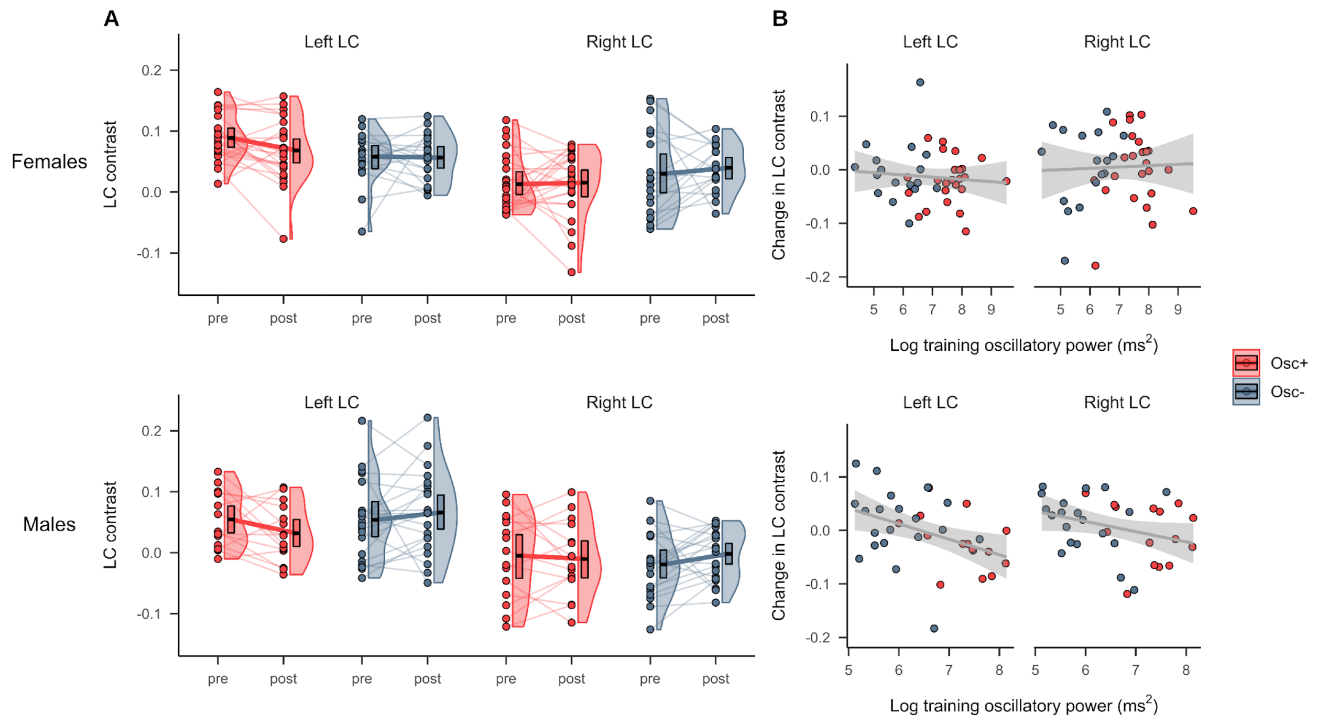 A
B
Left LC
Right LC
Left LC
Right LC
Females
LC contrast
0.2
0.1
0.0
-0.1
pre
post
pre
post
pre
post
pre
post
Change in LC contrast
0.1
0.0
-0.1
-0.2
5
6
7
8
9
5
6
7
8
9
Log training oscillatory power (ms²)
Osc+
Osc-
Left LC
Right LC
Left LC
Right LC
Males
LC contrast
0.2
0.1
0.0
-0.1
pre
post
pre
post
pre
post
pre
post
Change in LC contrast
0.1
0.0
-0.1
-0.2
5
6
7
8
5
6
7
8
Log training oscillatory power (ms²)